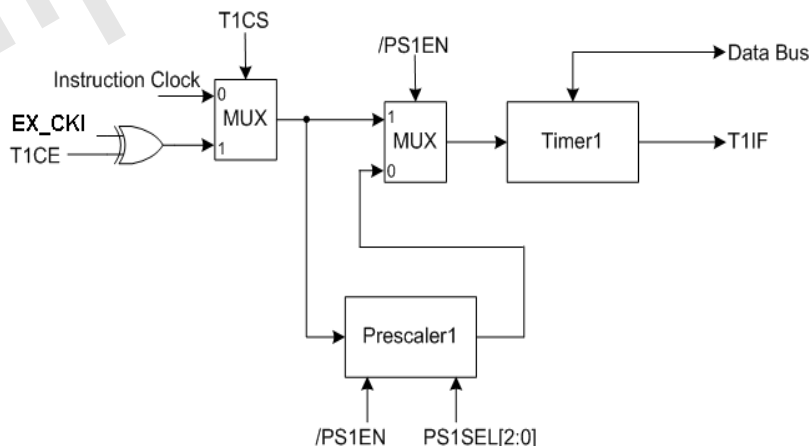 T1CS
/PS1EN
Data Bus
Instruction Clock
0
MUX
1
EX_CKI
T1CE
1
MUX
0
Timer1
T1IF
Prescaler1
/PS1EN
PS1SEL[2:0]